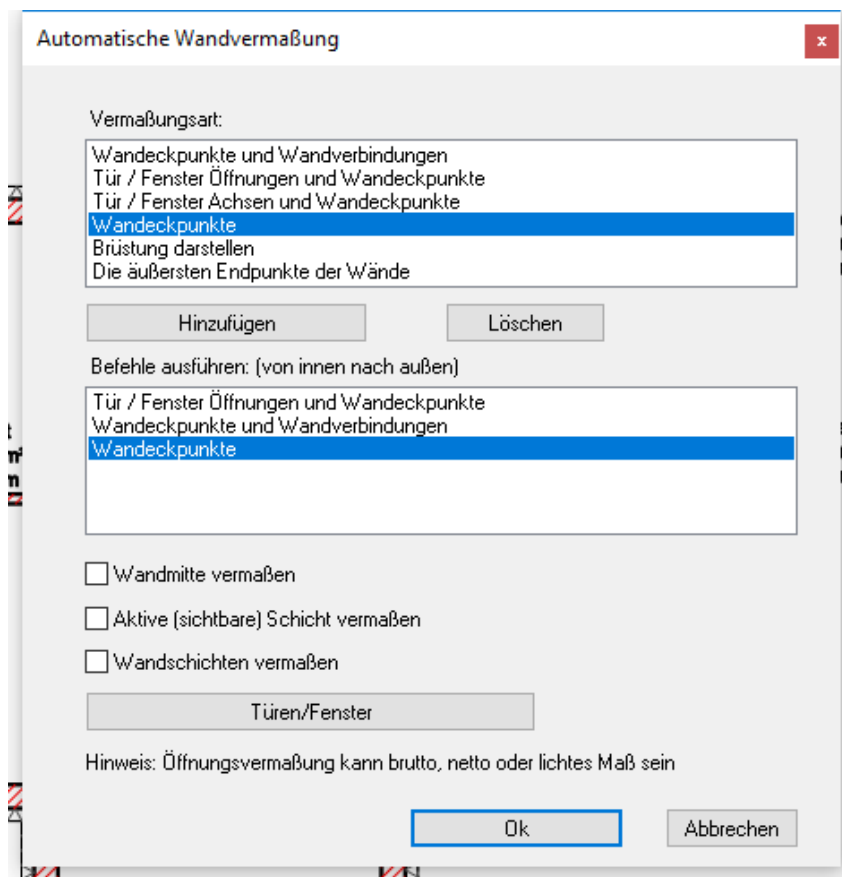 Automatische Wandvermaßung
x
Vermaßungsart:
Wandeckpunkte und Wandverbindungen
Tür / Fenster Öffnungen und Wandeckpunkte
Tür / Fenster Achsen und Wandeckpunkte
Wandeckpunkte
Brüstung darstellen
Die äußersten Endpunkte der Wände
Hinzufügen Löschen
Befehle ausführen: (von innen nach außen)
Tür / Fenster Öffnungen und Wandeckpunkte
Wandeckpunkte und Wandverbindungen
Wandeckpunkte
Wandmitte vermaßen
Aktive (sichtbare) Schicht vermaßen
Wandschichten vermaßen
Türen/Fenster
Hinweis: Öffnungsvermaßung kann brutto, netto oder lichtes Maß sein
Ok Abbrechen